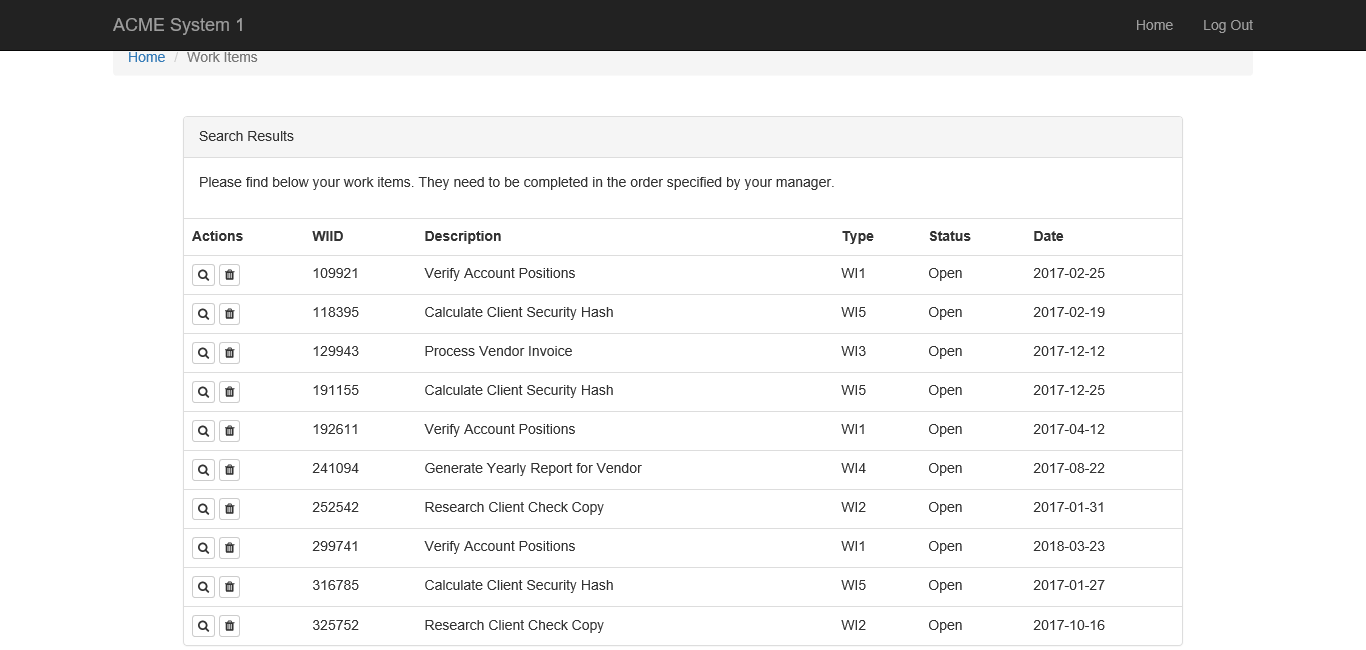 ACME System 1 Home Log Out
Home / Work Items
Search Results
Please find below your work items. They need to be completed in the order specified by your manager.
Actions WIID Description Type Status Date
109921 Verify Account Positions WI1 Open 2017-02-25
118395 Calculate Client Security Hash WI5 Open 2017-02-19
129943 Process Vendor Invoice WI3 Open 2017-12-12
191155 Calculate Client Security Hash WI5 Open 2017-12-25
192611 Verify Account Positions WI1 Open 2017-04-12
241094 Generate Yearly Report for Vendor WI4 Open 2017-08-22
252542 Research Client Check Copy WI2 Open 2017-01-31
299741 Verify Account Positions WI1 Open 2018-03-23
316785 Calculate Client Security Hash WI5 Open 2017-01-27
325752 Research Client Check Copy WI2 Open 2017-10-16